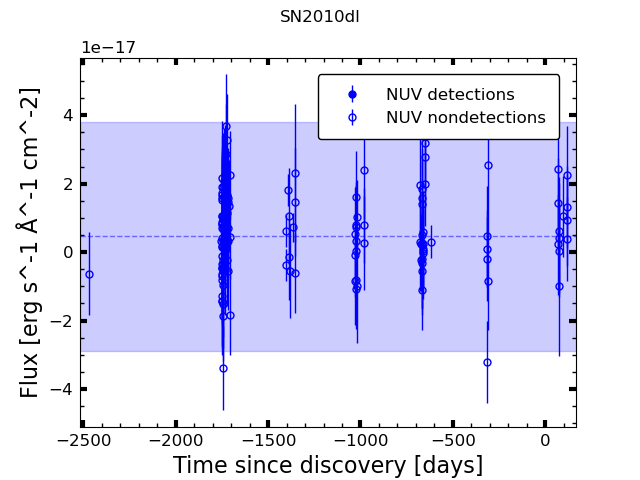 SN2010dl
1e−17
NUV detections
NUV nondetections
4
2
0
−2
−4
Flux [erg s^-1 Å^-1 cm^-2]
−2500 −2000 −1500 −1000 −500 0
Time since discovery [days]